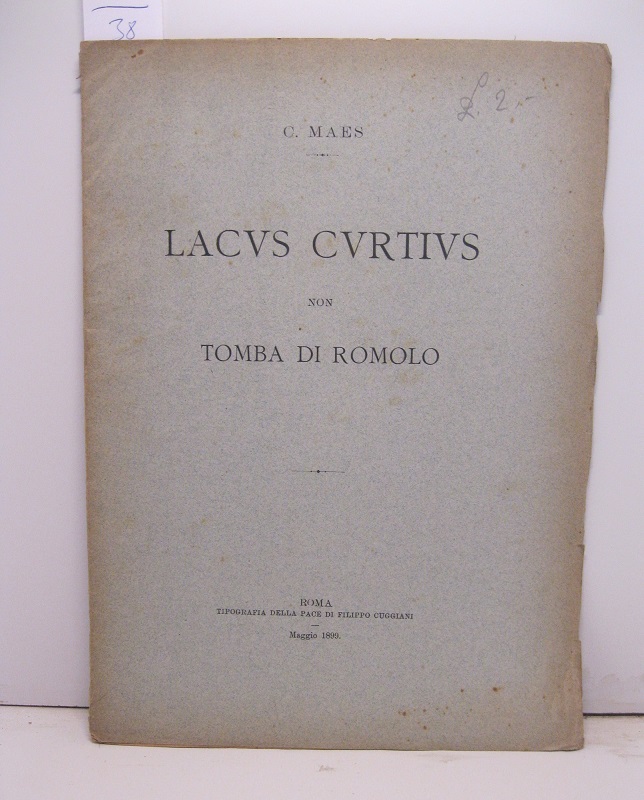 38
£. 2.-
C. MAES
LACVS CVRTIVS
NON
TOMBA DI ROMOLO
ROMA
TIPOGRAFIA DELLA PACE DI FILIPPO CUGGIANI
Maggio 1899.